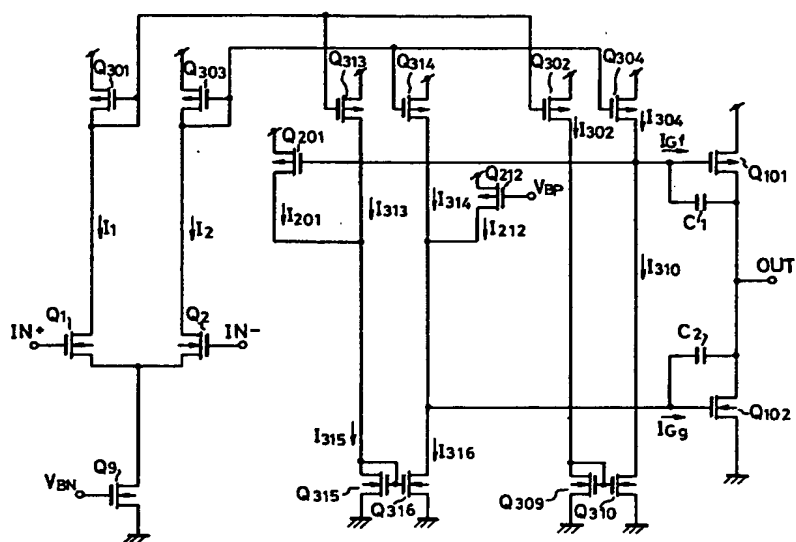 Q301
Q303
Q313
Q314
Q302
Q304
I302
I304
Q201
Q212
VBP
IGf
Q101
C1
I201
I313
I314
I212
I1
I2
I310
OUT
Q1
Q2
IN+
IN-
C2
IGg
Q102
I315
I316
Q9
VBN
Q315
Q316
Q309
Q310